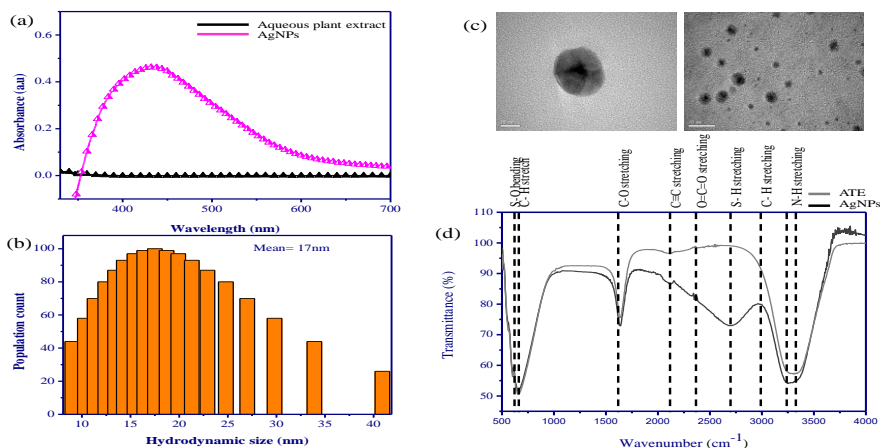 (a)
Aqueous plant extract
AgNPs
Absorbance (a.u)
0.6
0.4
0.2
0.0
400
500
600
700
Wavelength (nm)
(b)
Mean= 17nm
Population count
100
80
60
40
20
0
10
15
20
25
30
35
40
Hydrodynamic size (nm)
(c)
S-O bending
C- H stretch
C-O stretching
C≡C stretching
O=C=O stretching
S- H stretching
C- H stretching
N-H stretching
ATE
AgNPs
(d)
Transmittance (%)
110
100
90
80
70
60
50
500
1000
1500
2000
2500
3000
3500
4000
Wavenumber (cm⁻¹)